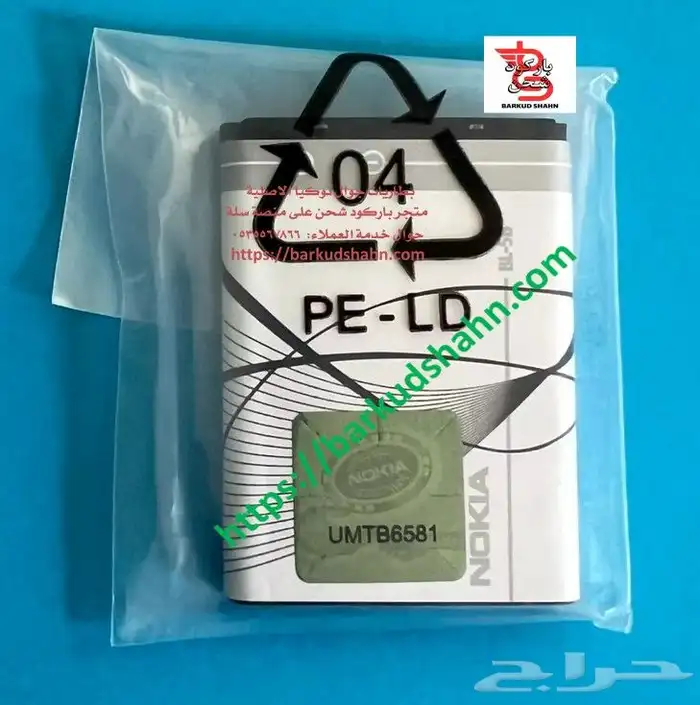 باركود
شحن
BARKUD SHAHN
04
بطاريات جوال نوكيا الاصلية
متجر باركود شحن على منصة سلة
جوال خدمة العملاء: ٠٥٣٥٥٦٧٨٦٦
https://barkudshahn.com
PE-LD
BL-5B
https://barkudshahn.com
NOKIA
UMTB6581
NOKIA
حراج